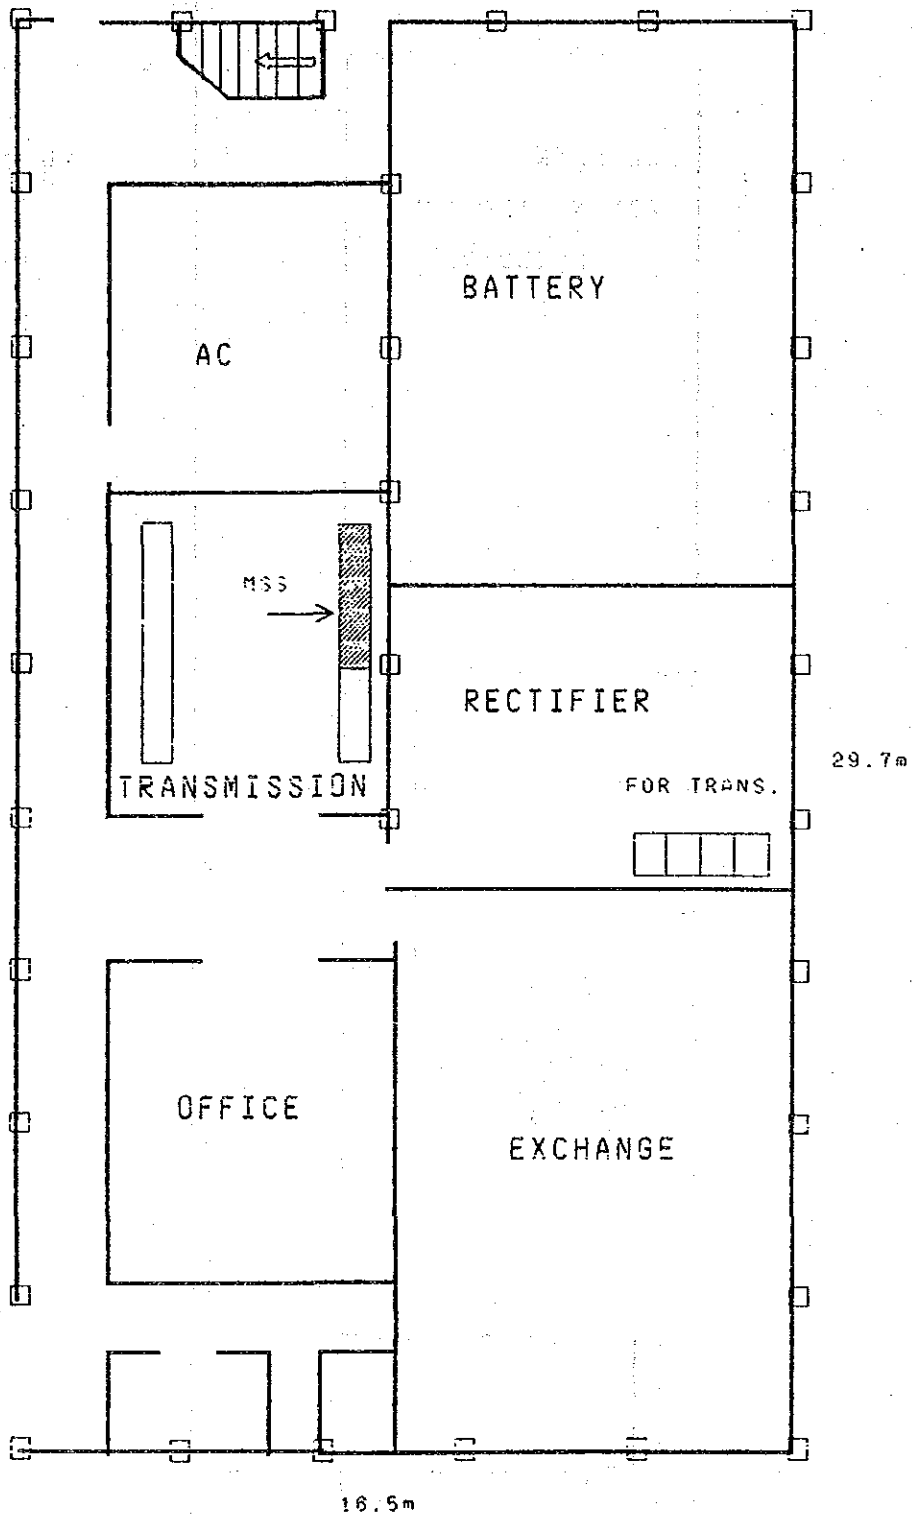 BATTERY
AC
MSS
RECTIFIER
29.7m
TRANSMISSION
FOR TRANS.
OFFICE
EXCHANGE
16.5m